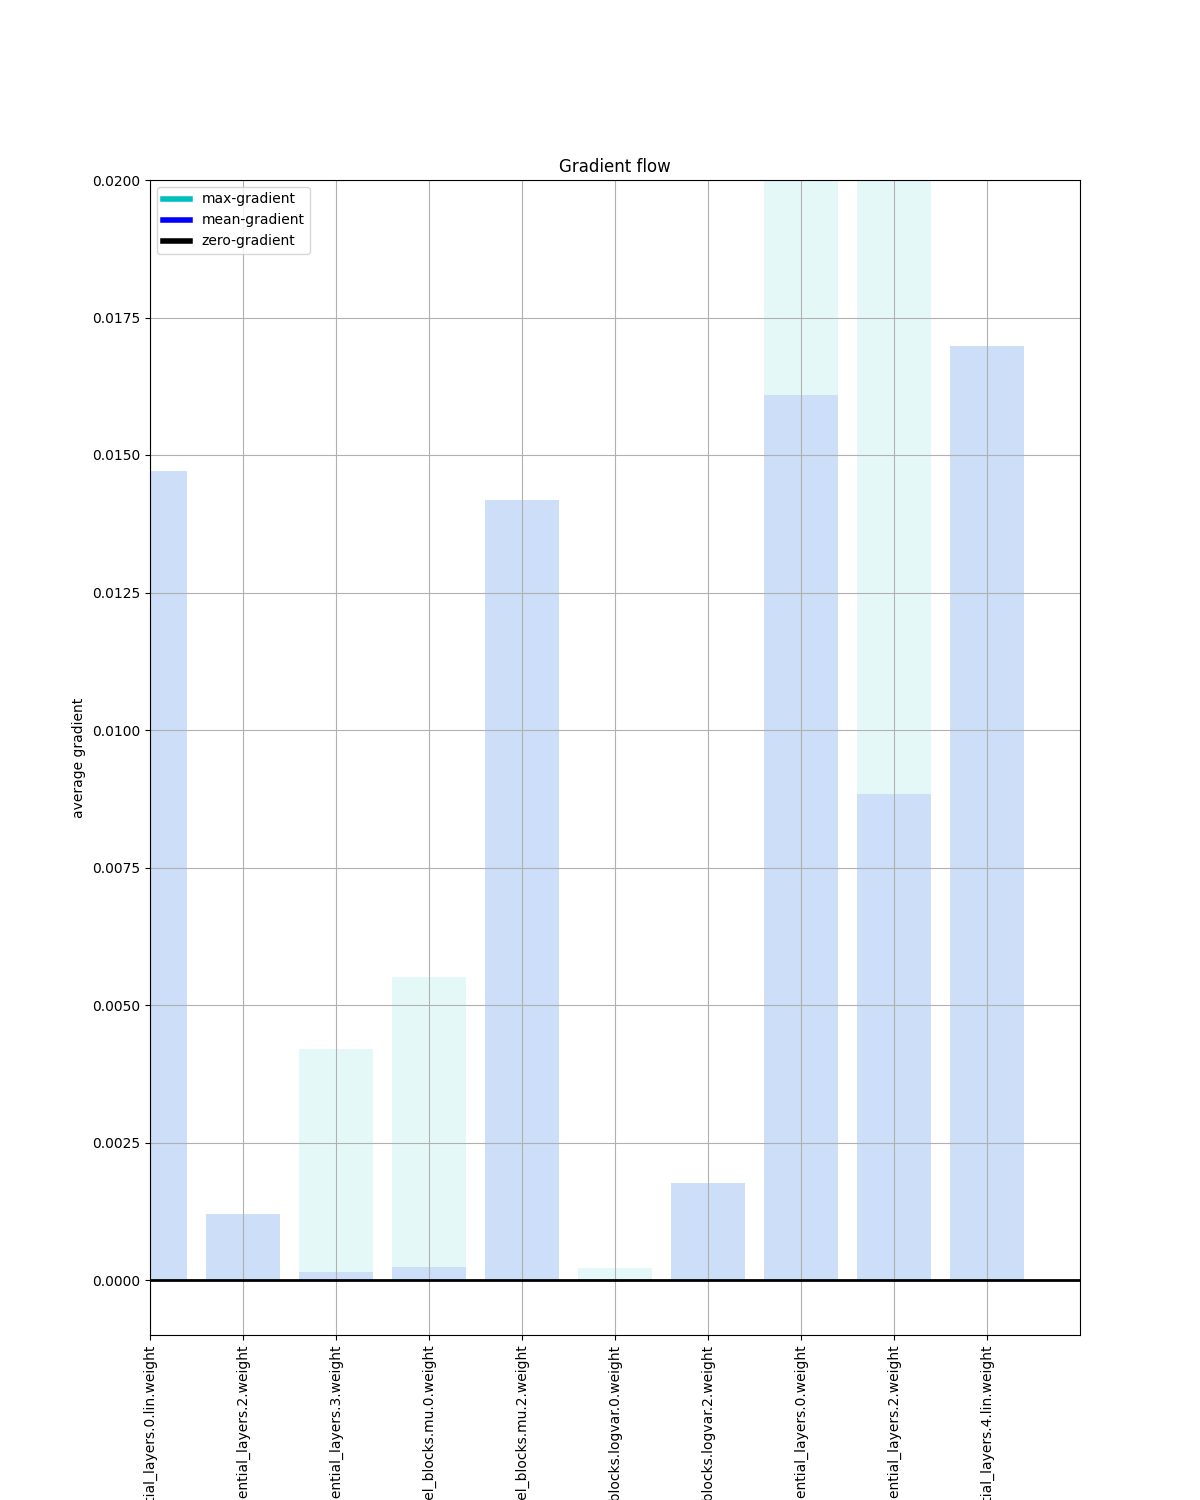 Gradient flow
max-gradient
mean-gradient
zero-gradient
0.0200
0.0175
0.0150
0.0125
0.0100
0.0075
0.0050
0.0025
0.0000
average gradient
tial_layers.0.lin.weight
ential_layers.2.weight
ential_layers.3.weight
el_blocks.mu.0.weight
el_blocks.mu.2.weight
blocks.logvar.0.weight
blocks.logvar.2.weight
ential_layers.0.weight
ential_layers.2.weight
tial_layers.4.lin.weight